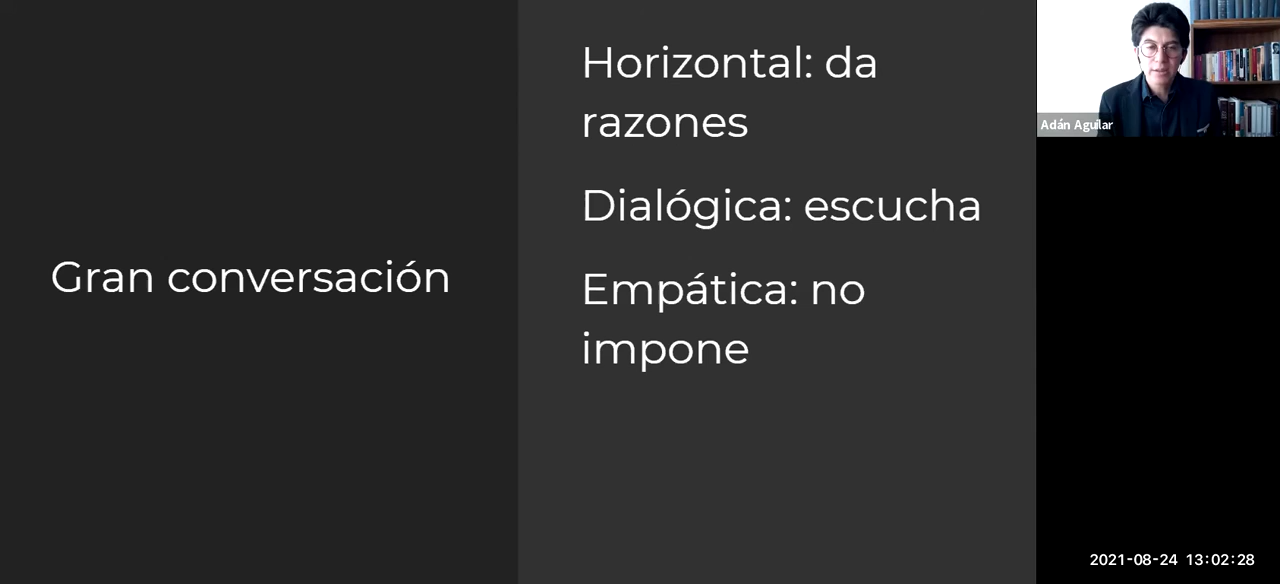 Gran conversación
Horizontal: da
razones
Dialógica: escucha
Empática: no
impone
Adán Aguilar
2021-08-24 13:02:28